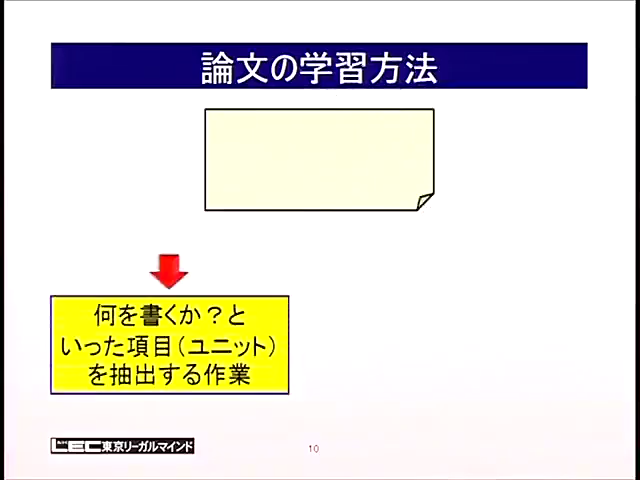 論文の学習方法
何を書くか？と
いった項目（ユニット）
を抽出する作業
LEC東京リーガルマインド
10